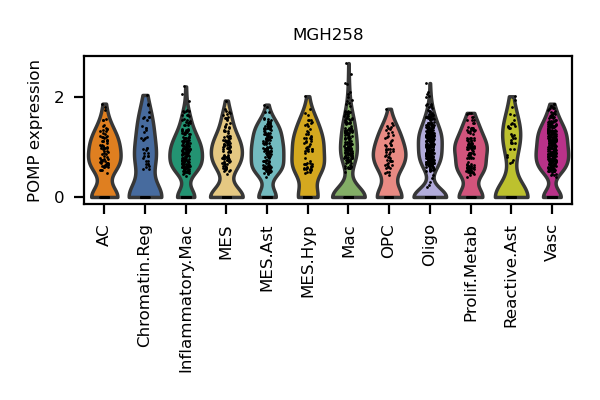 MGH258
POMP expression
2
0
AC
Chromatin.Reg
Inflammatory.Mac
MES
MES.Ast
MES.Hyp
Mac
OPC
Oligo
Prolif.Metab
Reactive.Ast
Vasc